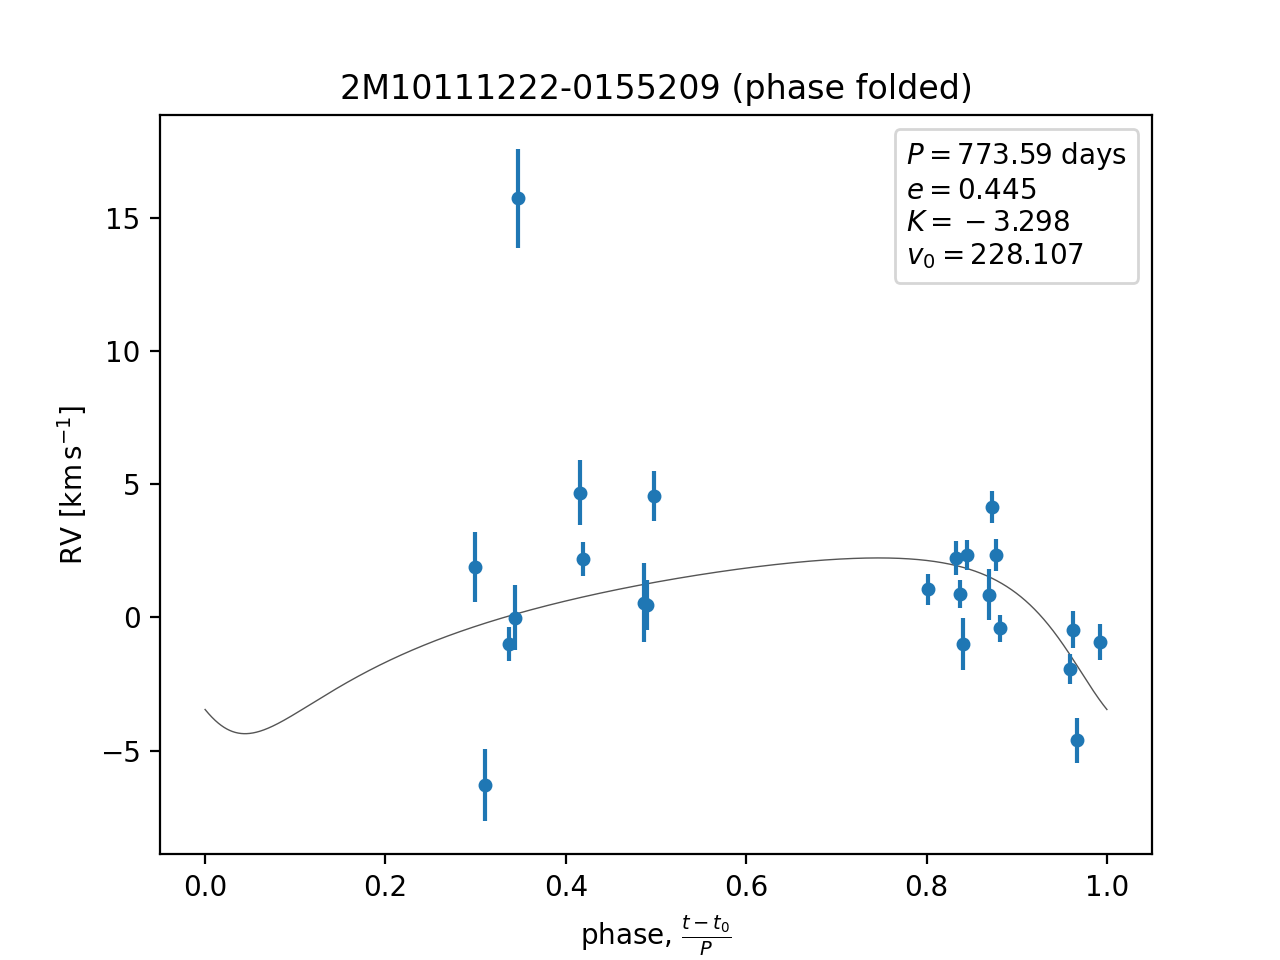 2M10111222-0155209 (phase folded)
P = 773.59 days
e = 0.445
K = − 3.298
v₀ = 228.107
15
10
5
0
−5
RV [km s⁻¹]
0.0 0.2 0.4 0.6 0.8 1.0
phase, (t − t₀)/P